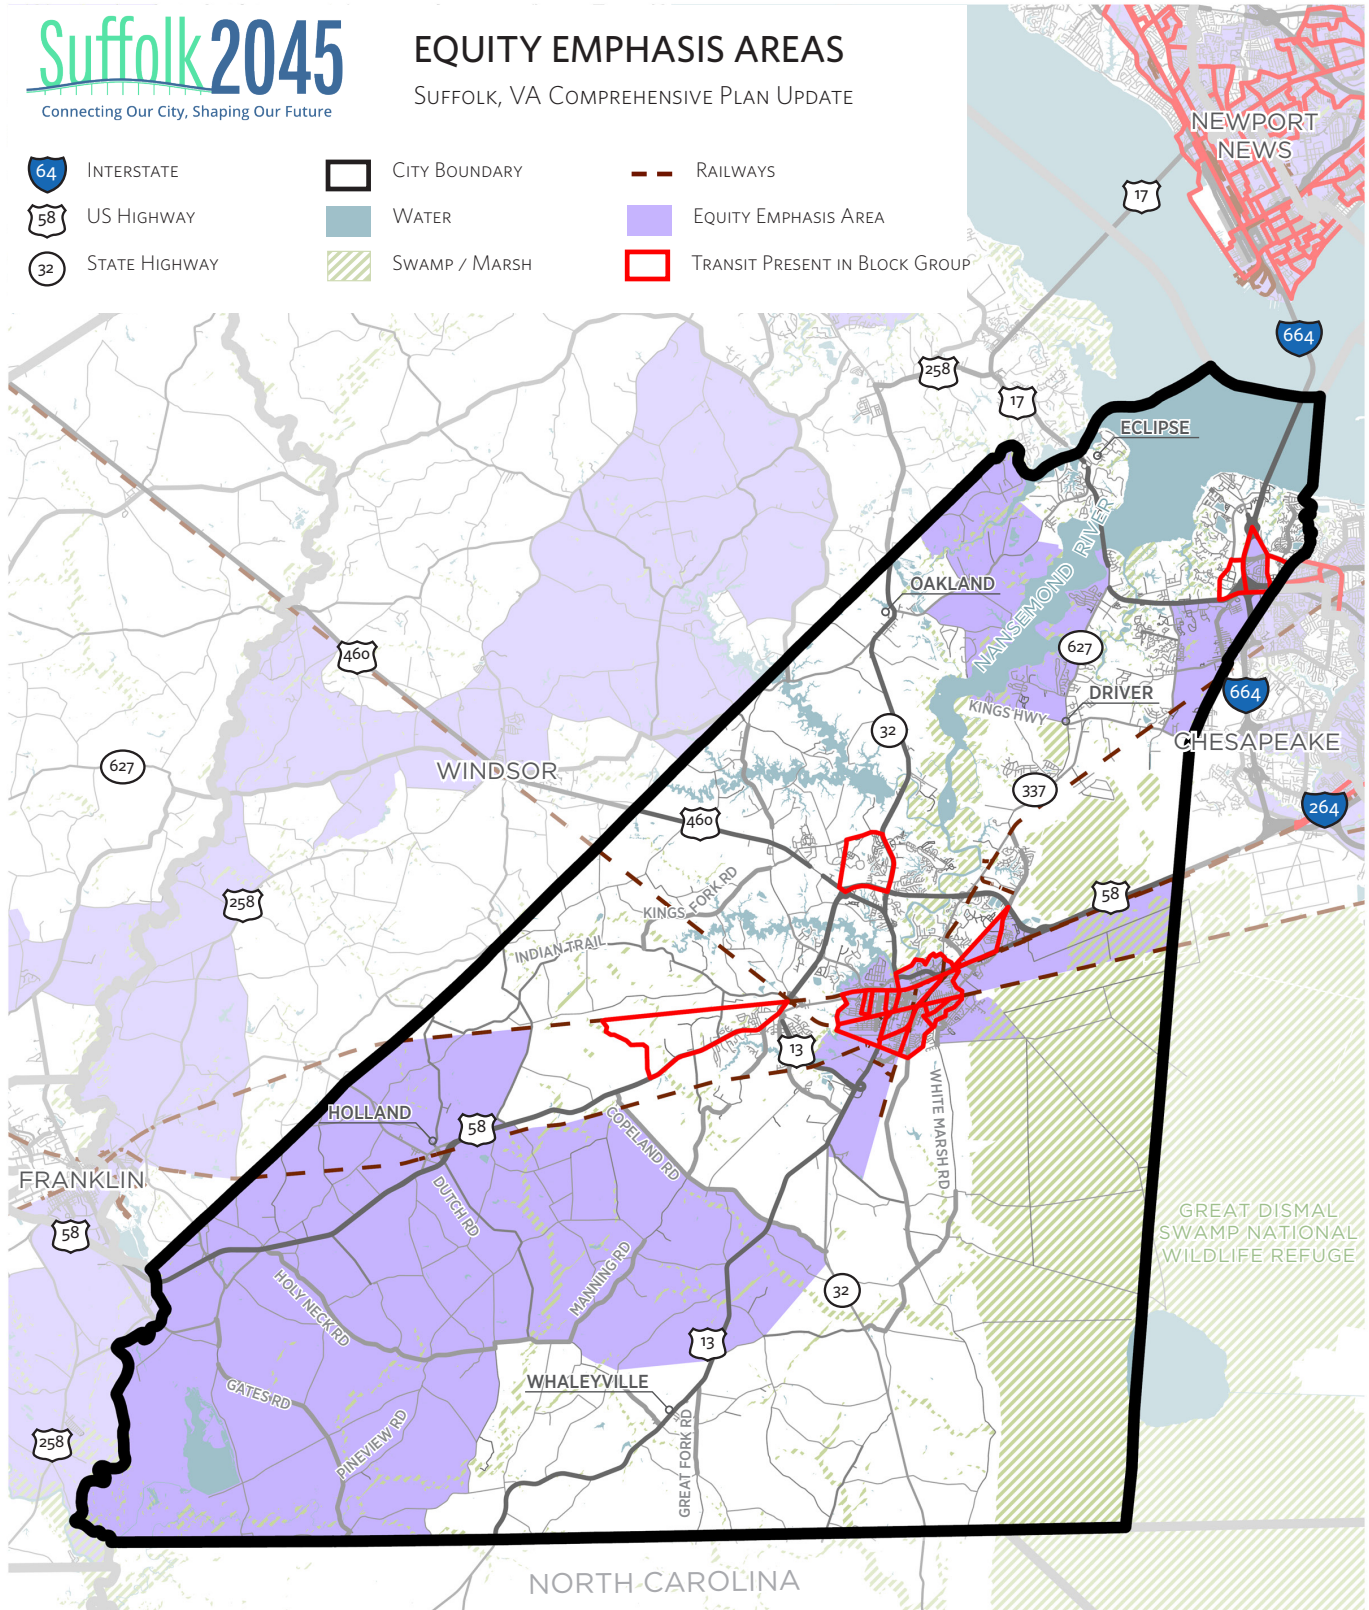 Suffolk 2045
Connecting Our City, Shaping Our Future
EQUITY EMPHASIS AREAS
SUFFOLK, VA COMPREHENSIVE PLAN UPDATE
64 INTERSTATE
CITY BOUNDARY
RAILWAYS
58 US HIGHWAY
WATER
EQUITY EMPHASIS AREA
32 STATE HIGHWAY
SWAMP / MARSH
TRANSIT PRESENT IN BLOCK GROUP
NEWPORT
NEWS
17
664
258
17
ECLIPSE
NANSEMOND RIVER
OAKLAND
460
627
DRIVER
664
KINGS HWY
32
CHESAPEAKE
627
WINDSOR
337
264
460
KINGS FORK RD
58
258
INDIAN TRAIL
13
WHITE MARSH RD
HOLLAND
58
COPELAND RD
FRANKLIN
DUTCH RD
58
GREAT DISMAL
SWAMP NATIONAL
WILDLIFE REFUGE
HOLY NECK RD
MANNING RD
32
13
WHALEYVILLE
GATES RD
PINEVIEW RD
GREAT FORK RD
258
NORTH CAROLINA